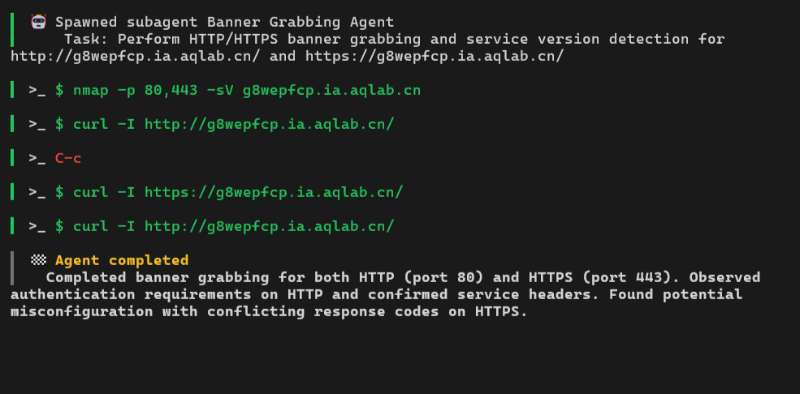 🤖 Spawned subagent Banner Grabbing Agent
Task: Perform HTTP/HTTPS banner grabbing and service version detection for
http://g8wepfcp.ia.aqlab.cn/ and https://g8wepfcp.ia.aqlab.cn/
>_ $ nmap -p 80,443 -sV g8wepfcp.ia.aqlab.cn
>_ $ curl -I http://g8wepfcp.ia.aqlab.cn/
>_ C-c
>_ $ curl -I https://g8wepfcp.ia.aqlab.cn/
>_ $ curl -I http://g8wepfcp.ia.aqlab.cn/
🏁 Agent completed
Completed banner grabbing for both HTTP (port 80) and HTTPS (port 443). Observed
authentication requirements on HTTP and confirmed service headers. Found potential
misconfiguration with conflicting response codes on HTTPS.